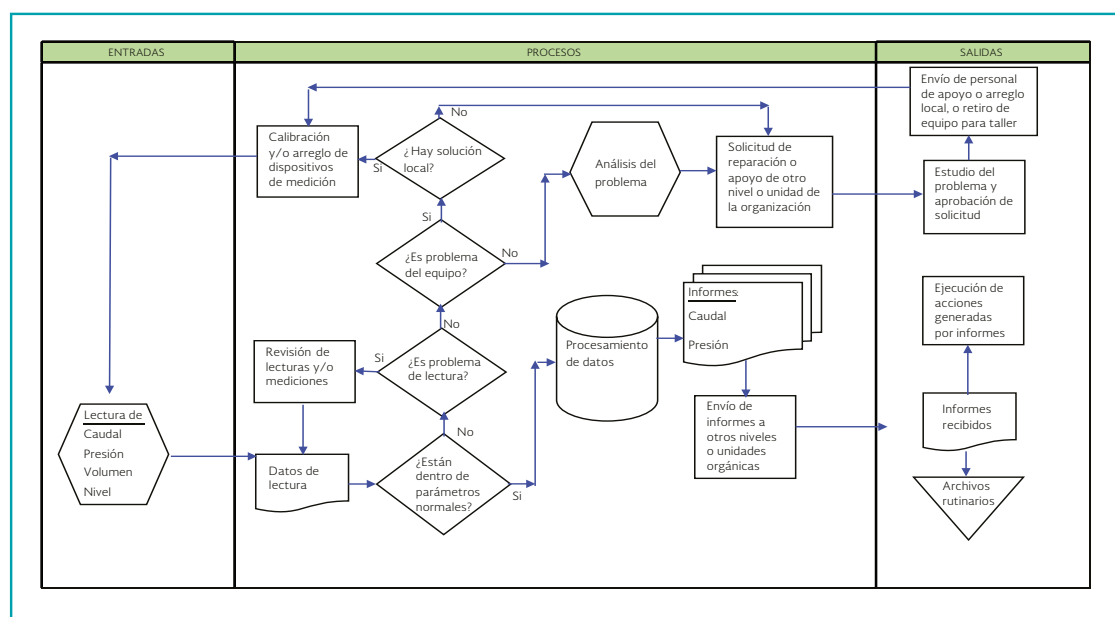 ENTRADAS
PROCESOS
SALIDAS
Lectura de
Caudal
Presión
Volumen
Nivel
Calibración
y/o arreglo de
dispositivos
de medición
Si
¿Hay solución
local?
No
Si
¿Es problema
del equipo?
No
No
Revisión de
lecturas y/o
mediciones
Si
¿Es problema
de lectura?
No
Datos de
lectura
¿Están
dentro de
parámetros
normales?
Si
Análisis del
problema
Solicitud de
reparación o
apoyo de otro
nivel o unidad de
la organización
Procesamiento
de datos
Informes:
Caudal
Presión
Envío de
informes a
otros niveles
o unidades
orgánicas
Envío de personal
de apoyo o arreglo
local, o retiro de
equipo para taller
Estudio del
problema y
aprobación de
solicitud
Ejecución de
acciones
generadas
por informes
Informes
recibidos
Archivos
rutinarios